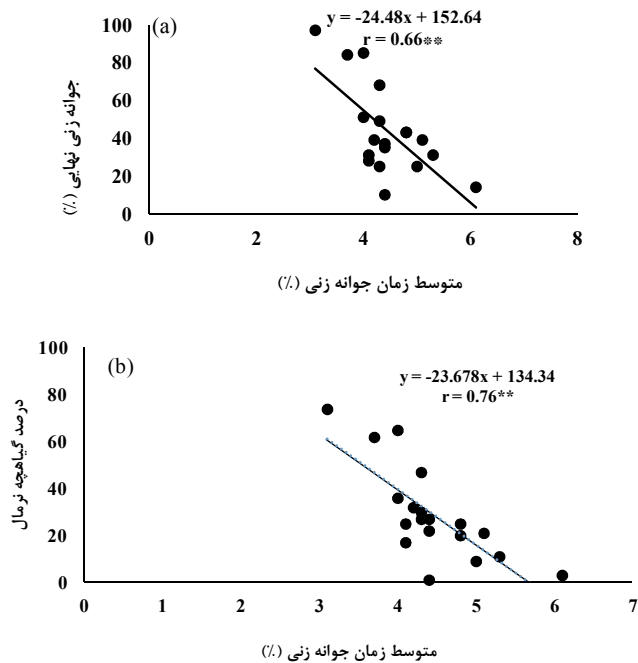 (a)
y = -24.48x + 152.64
r = 0.66**
100
80
60
40
20
0
0 2 4 6 8
جوانه زنی نهایی (٪)
متوسط زمان جوانه زنی (٪)
(b)
y = -23.678x + 134.34
r = 0.76**
100
80
60
40
20
0
0 1 2 3 4 5 6 7
درصد گیاهچه نرمال
متوسط زمان جوانه زنی (٪)